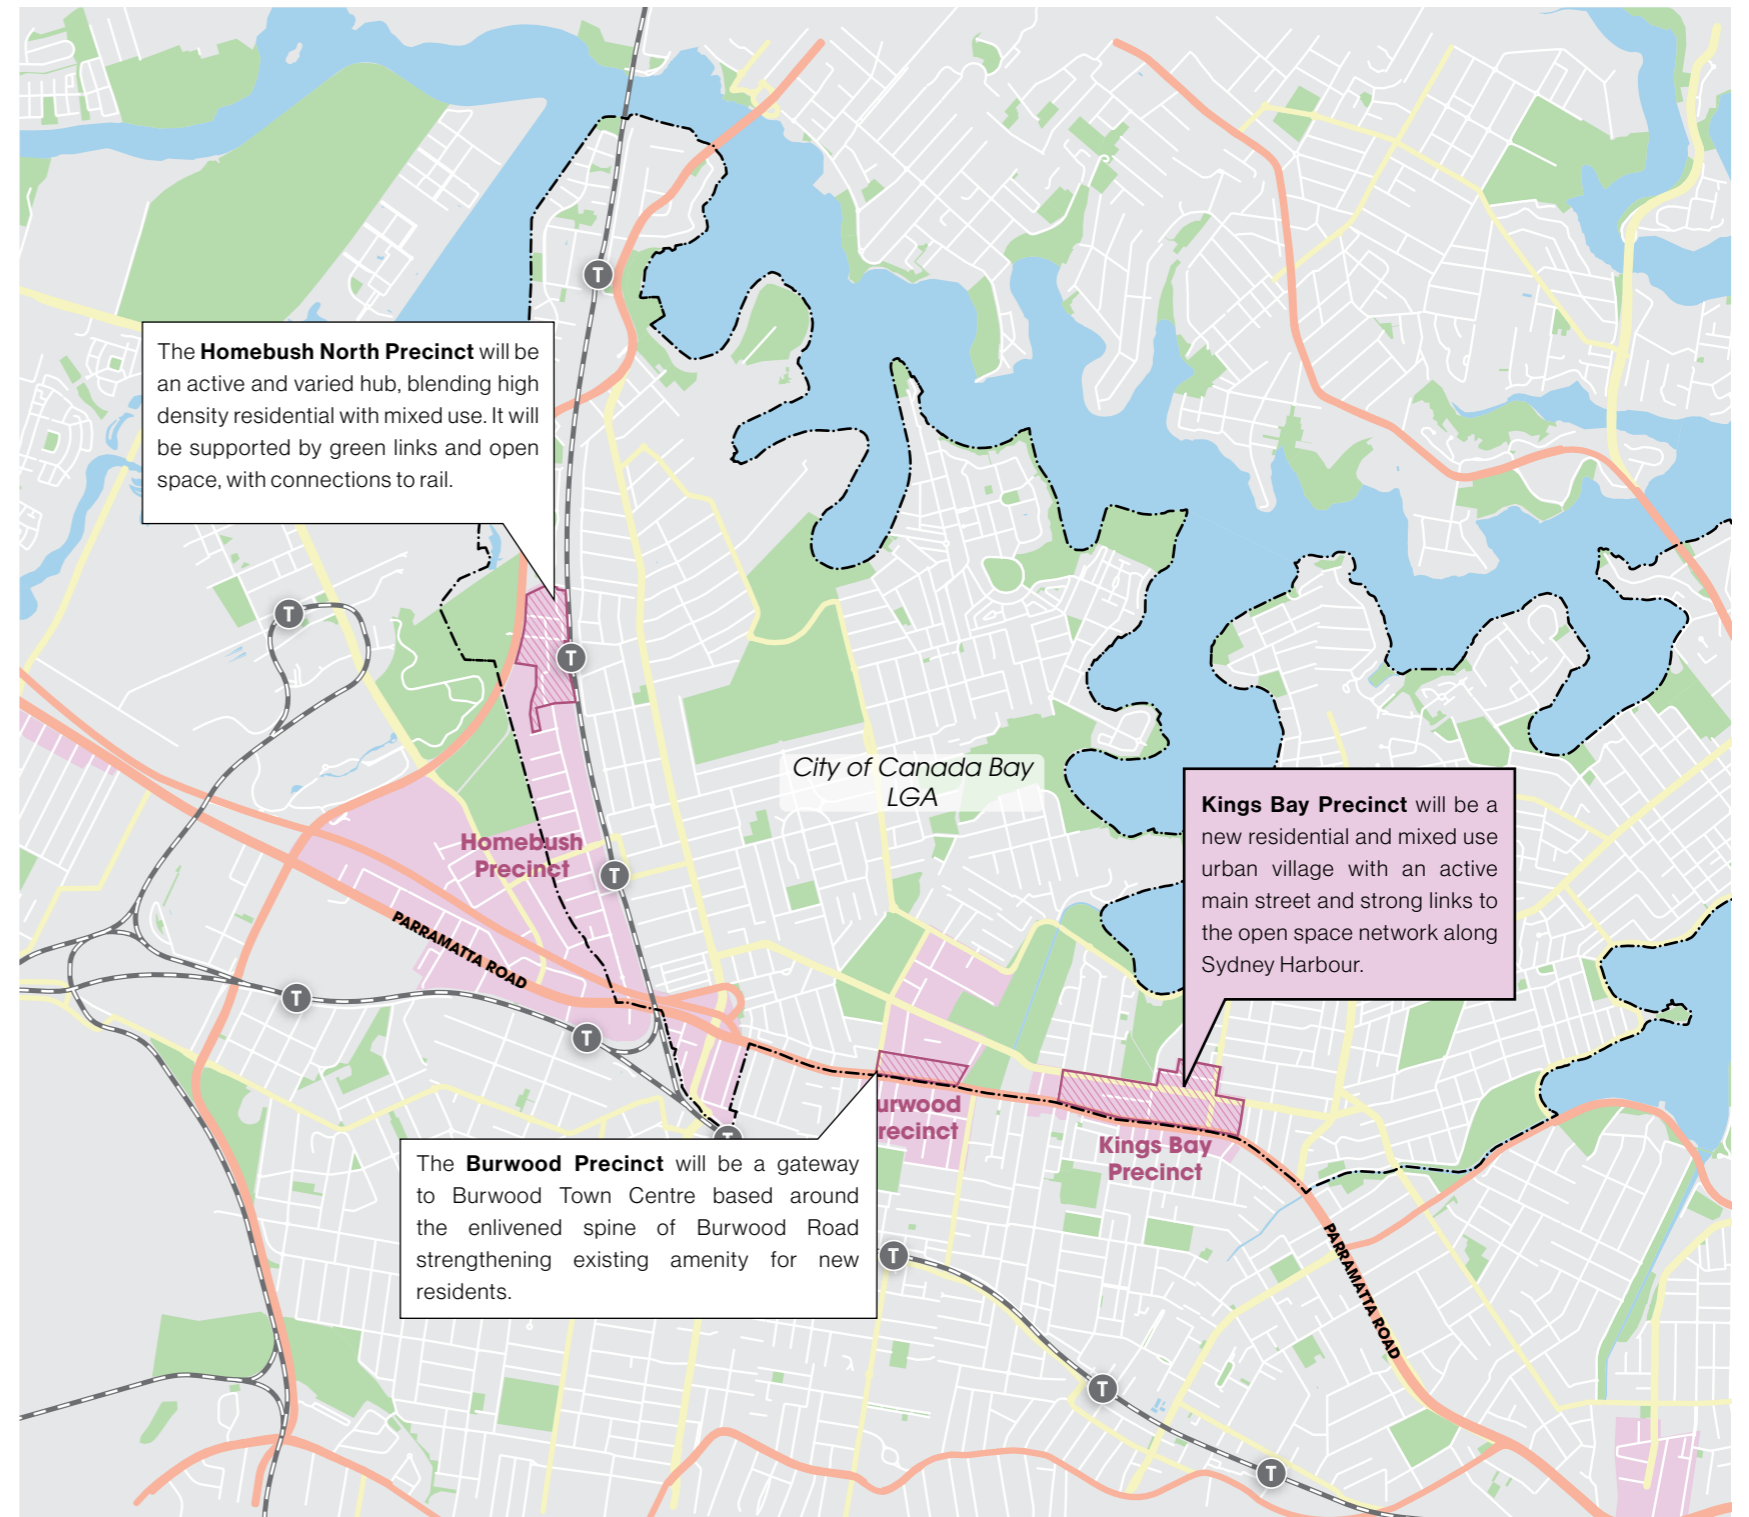 The Homebush North Precinct will be
an active and varied hub, blending high
density residential with mixed use. It will
be supported by green links and open
space, with connections to rail.
T
T
T
City of Canada Bay
LGA
Kings Bay Precinct will be a
new residential and mixed use
urban village with an active
main street and strong links to
the open space network along
Sydney Harbour.
Homebush
Precinct
T
PARRAMATTA ROAD
T
T
urwood
recinct
Kings Bay
Precinct
T
The Burwood Precinct will be a gateway
to Burwood Town Centre based around
the enlivened spine of Burwood Road
strengthening existing amenity for new
residents.
T
PARRAMATTA ROAD
T
T